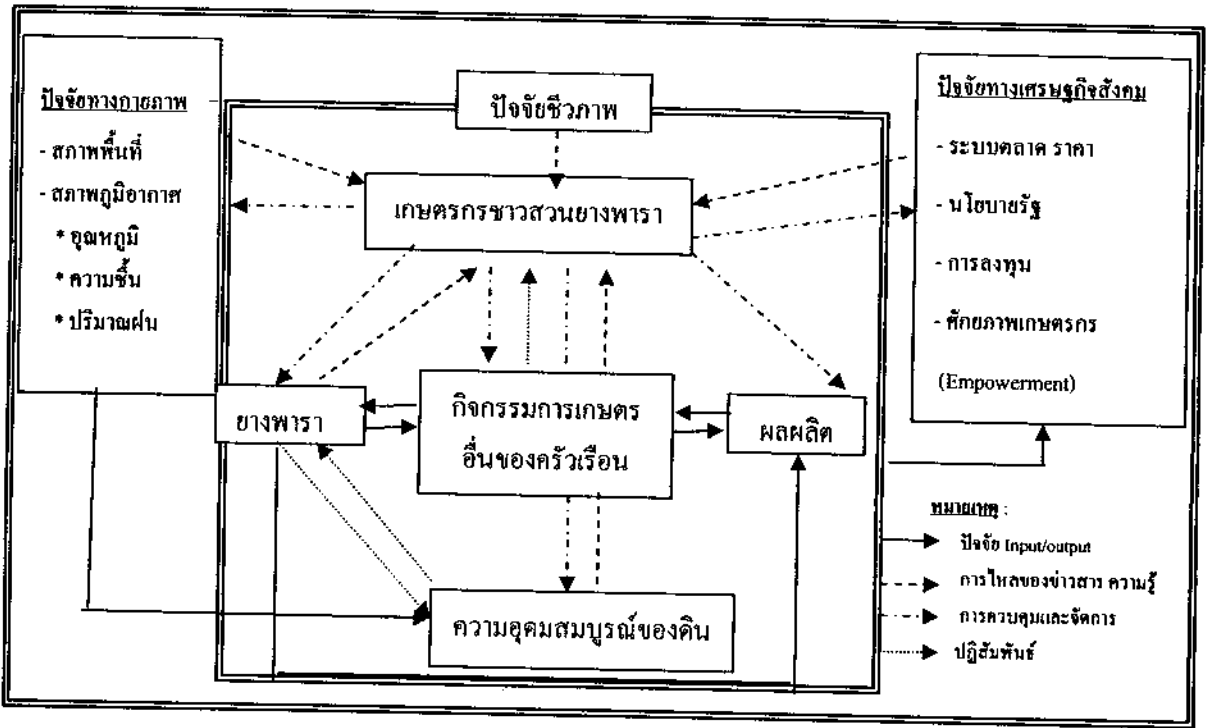 ปัจจัยทางกายภาพ
- สภาพพื้นที่
- สภาพภูมิอากาศ
* อุณหภูมิ
* ความชื้น
* ปริมาณฝน
ปัจจัยชีวภาพ
เกษตรกรชาวสวนยางพารา
ยางพารา
กิจกรรมการเกษตร
อื่นของครัวเรือน
ผลผลิต
ความอุดมสมบูรณ์ของดิน
ปัจจัยทางเศรษฐกิจสังคม
- ระบบตลาด ราคา
- นโยบายรัฐ
- การลงทุน
- ศักยภาพเกษตรกร
(Empowerment)
หมายเหตุ :
ปัจจัย Input/output
การไหลของข่าวสาร ความรู้
การควบคุมและจัดการ
ปฏิสัมพันธ์